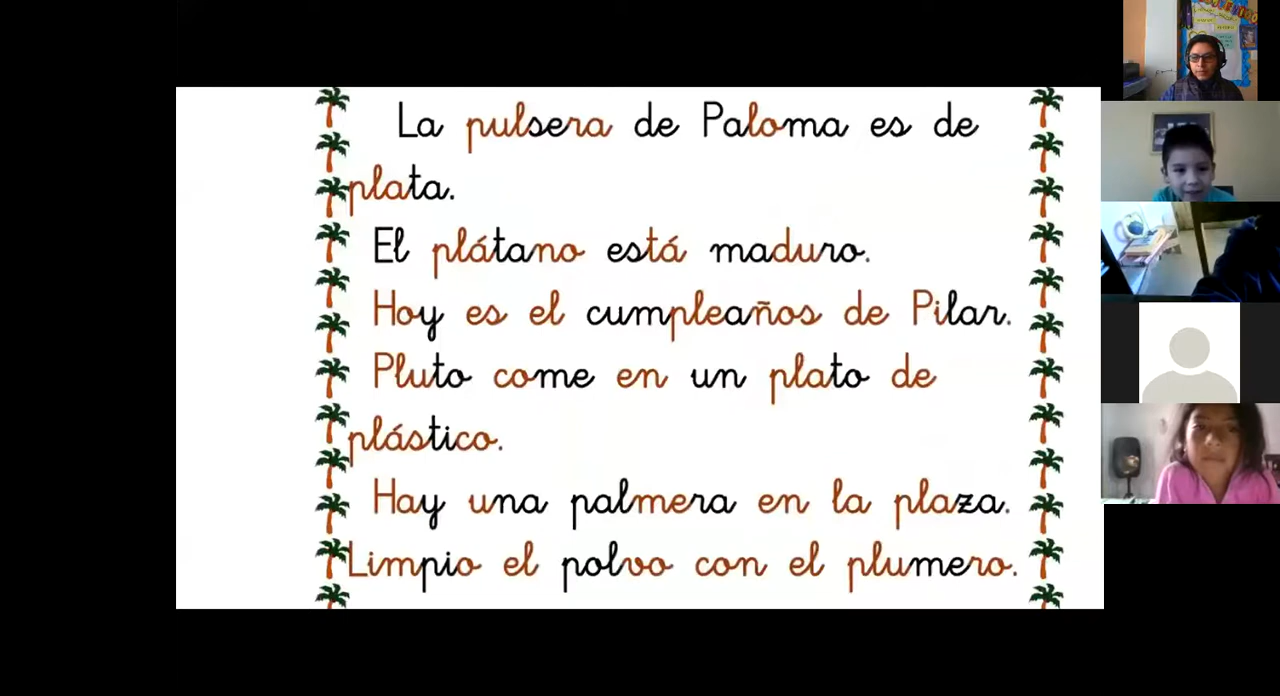 La pulsera de Paloma es de
plata.
El plátano está maduro.
Hoy es el cumpleaños de Pilar.
Pluto come en un plato de
plástico.
Hay una palmera en la plaza.
Limpio el polvo con el plumero.